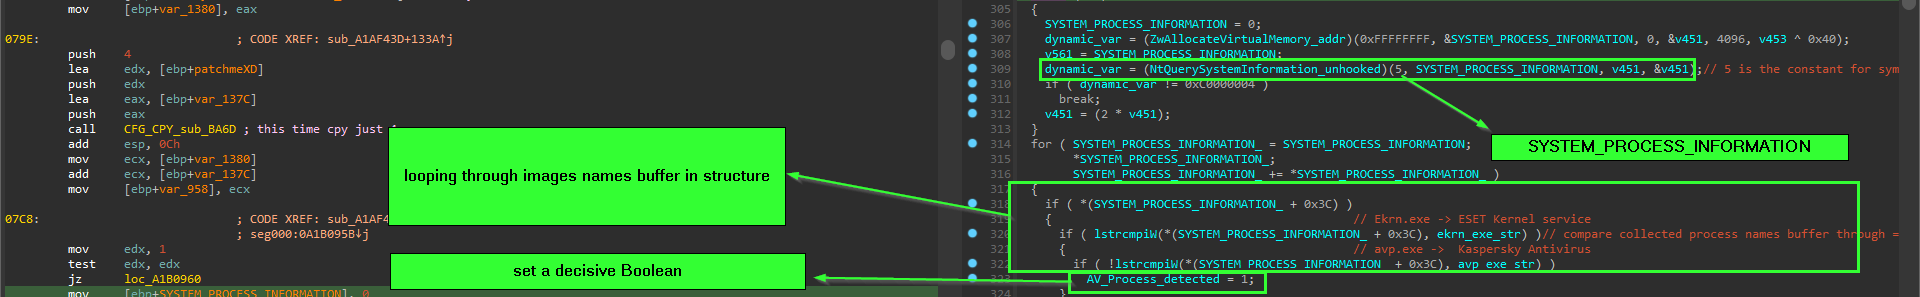 mov     [ebp+var_1380], eax
079E:                            ; CODE XREF: sub_A1AF43D+133A↑j
push    4
lea     edx, [ebp+patchmeXD]
push    edx
lea     eax, [ebp+var_137C]
push    eax
call    CFG_CPY_sub_BA6D ; this time cpy just
add     esp, 0Ch
mov     ecx, [ebp+var_1380]
add     ecx, [ebp+var_137C]
mov     [ebp+var_958], ecx
07C8:                            ; CODE XREF: sub_A1AF4
; seg000:0A1B095B↓j
mov     edx, 1
test    edx, edx
jz      loc_A1B0960
mov     [ebp+SYSTEM_PROCESS_INFORMATION], 0
looping through images names buffer in structure
set a decisive Boolean
305 {
306 SYSTEM_PROCESS_INFORMATION = 0;
307 dynamic_var = (ZwAllocateVirtualMemory_addr)(0xFFFFFFFF, &SYSTEM_PROCESS_INFORMATION, 0, &v451, 4096, v453 ^ 0x40);
308 v561 = SYSTEM_PROCESS_INFORMATION;
309 dynamic_var = (NtQuerySystemInformation_unhooked)(5, SYSTEM_PROCESS_INFORMATION, v451, &v451);// 5 is the constant for sym
310 if ( dynamic_var != 0xC0000004 )
311 break;
312 v451 = (2 * v451);
313 }
314 for ( SYSTEM_PROCESS_INFORMATION_ = SYSTEM_PROCESS_INFORMATION;
315 *SYSTEM_PROCESS_INFORMATION_;
316 SYSTEM_PROCESS_INFORMATION_ += *SYSTEM_PROCESS_INFORMATION_ )
317 {
318 if ( *(SYSTEM_PROCESS_INFORMATION_ + 0x3C) )
319 { // Ekrn.exe -> ESET Kernel service
320 if ( lstrcmpiW(*(SYSTEM_PROCESS_INFORMATION_ + 0x3C), ekrn_exe_str) )// compare collected process names buffer through =
321 { // avp.exe -> Kaspersky Antivirus
322 if ( !lstrcmpiW(*(SYSTEM_PROCESS_INFORMATION_ + 0x3C), avp_exe_str) )
323 AV_Process_detected = 1;
324 }
SYSTEM_PROCESS_INFORMATION